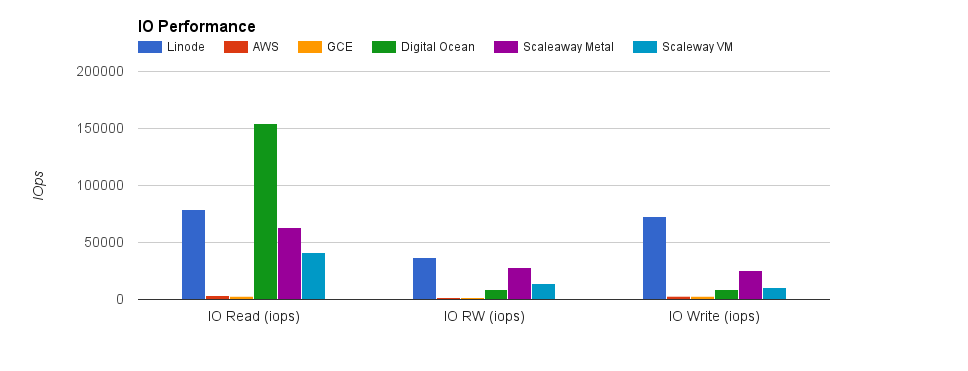 IO Performance
Linode AWS GCE Digital Ocean Scaleaway Metal Scaleway VM
200000
150000
100000
50000
0
IOps
IO Read (iops) IO RW (iops) IO Write (iops)